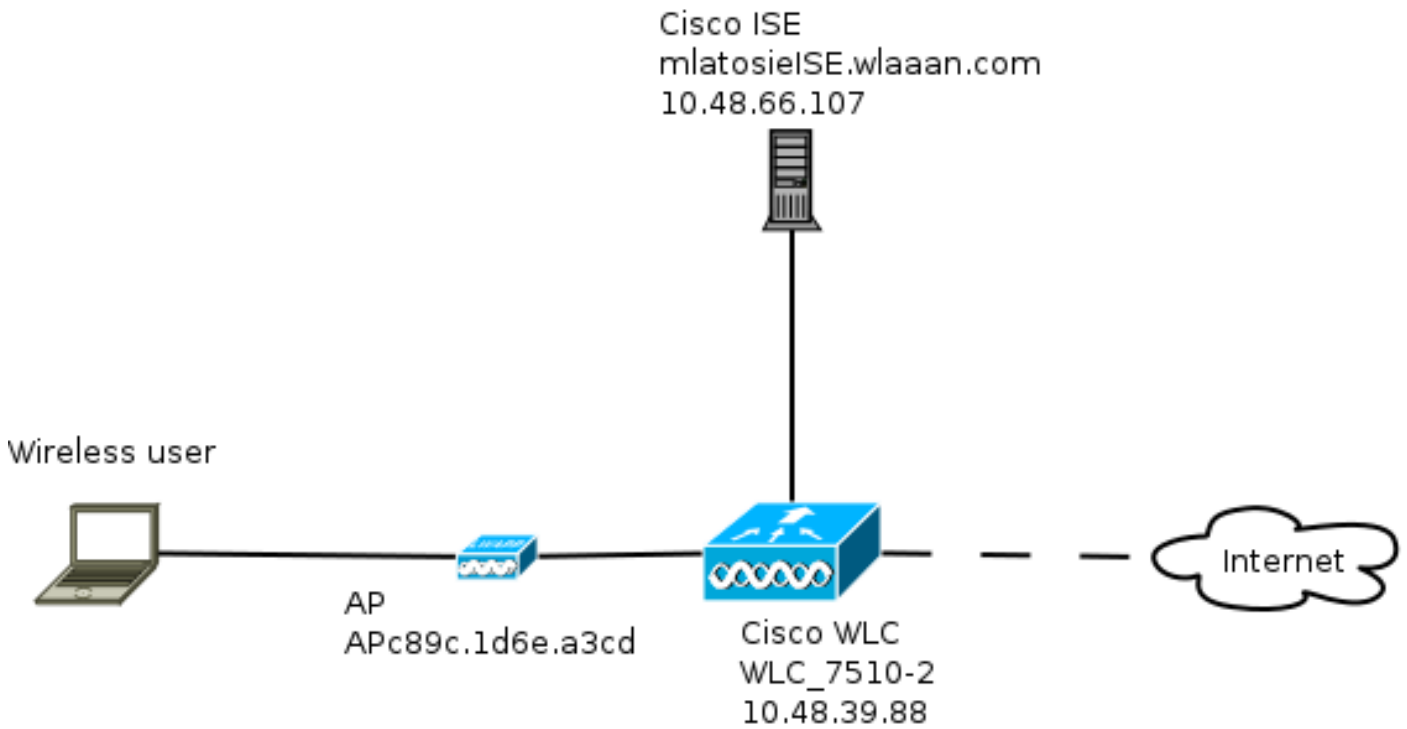 Cisco ISE
mlatosieISE.wlaaan.com
10.48.66.107
Wireless user
AP
APc89c.1d6e.a3cd
Cisco WLC
WLC_7510-2
10.48.39.88
Internet